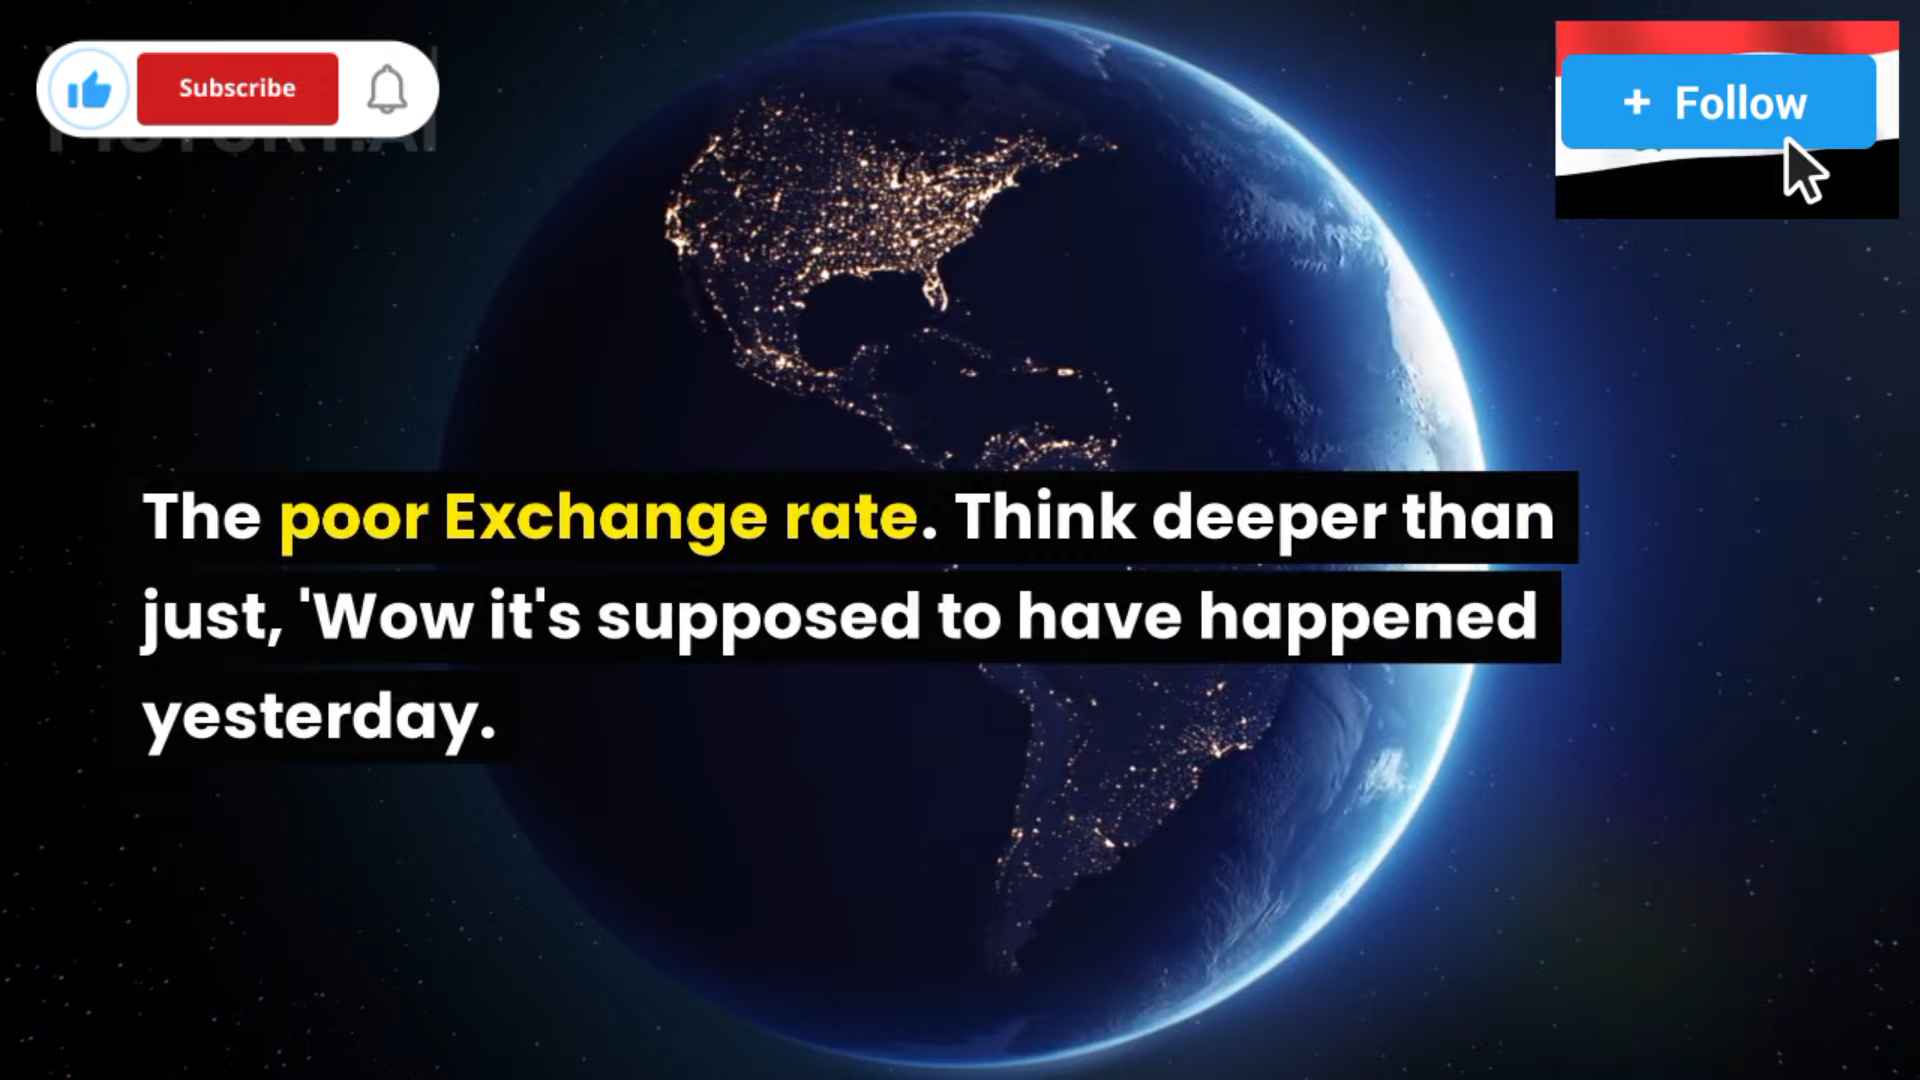 Subscribe
+ Follow
The poor Exchange rate. Think deeper than
just, 'Wow it's supposed to have happened
yesterday.